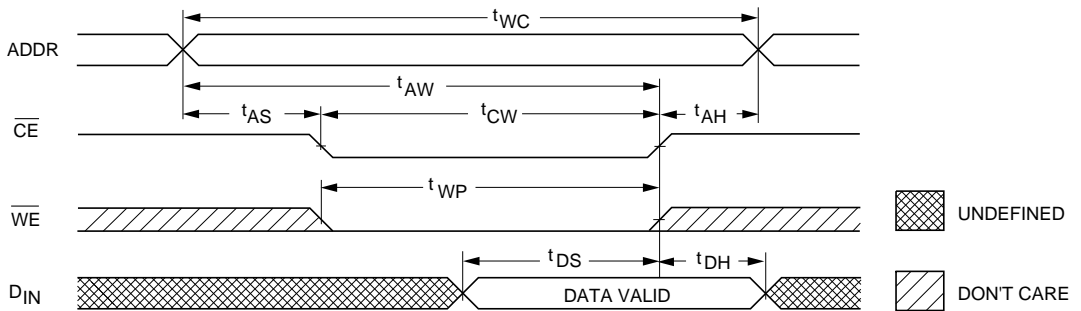 tWC
ADDR
tAW
tAS
tCW
tAH
CE
tWP
WE
UNDEFINED
tDS
tDH
DIN
DATA VALID
DON'T CARE